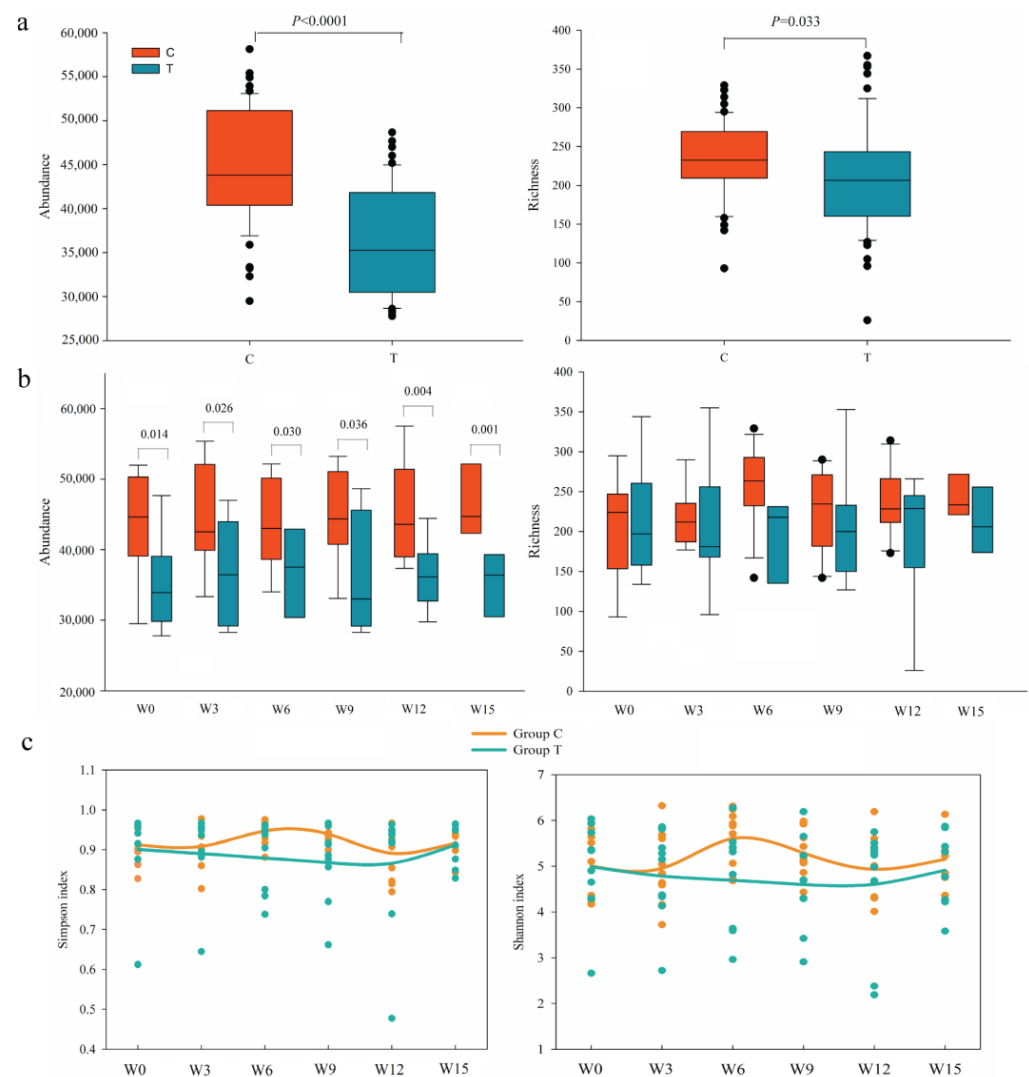 a
P<0.0001
60,000
55,000
50,000
45,000
40,000
35,000
30,000
25,000
Abundance
C
T
C
T
P=0.033
400
350
300
250
200
150
100
50
0
Richness
C
T
b
60,000
50,000
40,000
30,000
20,000
Abundance
0.014
0.026
0.030
0.036
0.004
0.001
W0 W3 W6 W9 W12 W15
400
350
300
250
200
150
100
50
0
Richness
W0 W3 W6 W9 W12 W15
c
Group C
Group T
1.1
1.0
0.9
0.8
0.7
0.6
0.5
0.4
Simpson index
W0 W3 W6 W9 W12 W15
7
6
5
4
3
2
1
Shannon index
W0 W3 W6 W9 W12 W15